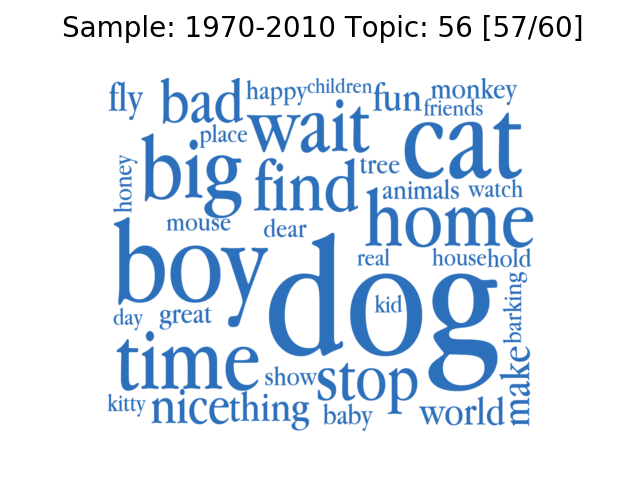 Sample: 1970-2010 Topic: 56 [57/60]
fly bad happy children fun monkey
friends
place wait cat
big find tree
honey animals watch
mouse dear home
boy real household
dog kid barking
day great
time show stop make
kitty nice thing baby world